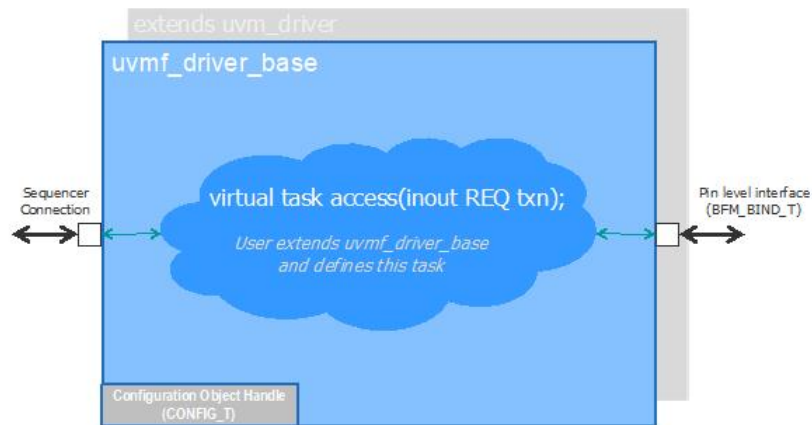 extends uvm_driver
uvmf_driver_base
Sequencer
Connection
virtual task access(inout REQ txn);
User extends uvmf_driver_base
and defines this task
Pin level interface
(BFM_BIND_T)
Configuration Object Handle
(CONFIG_T)